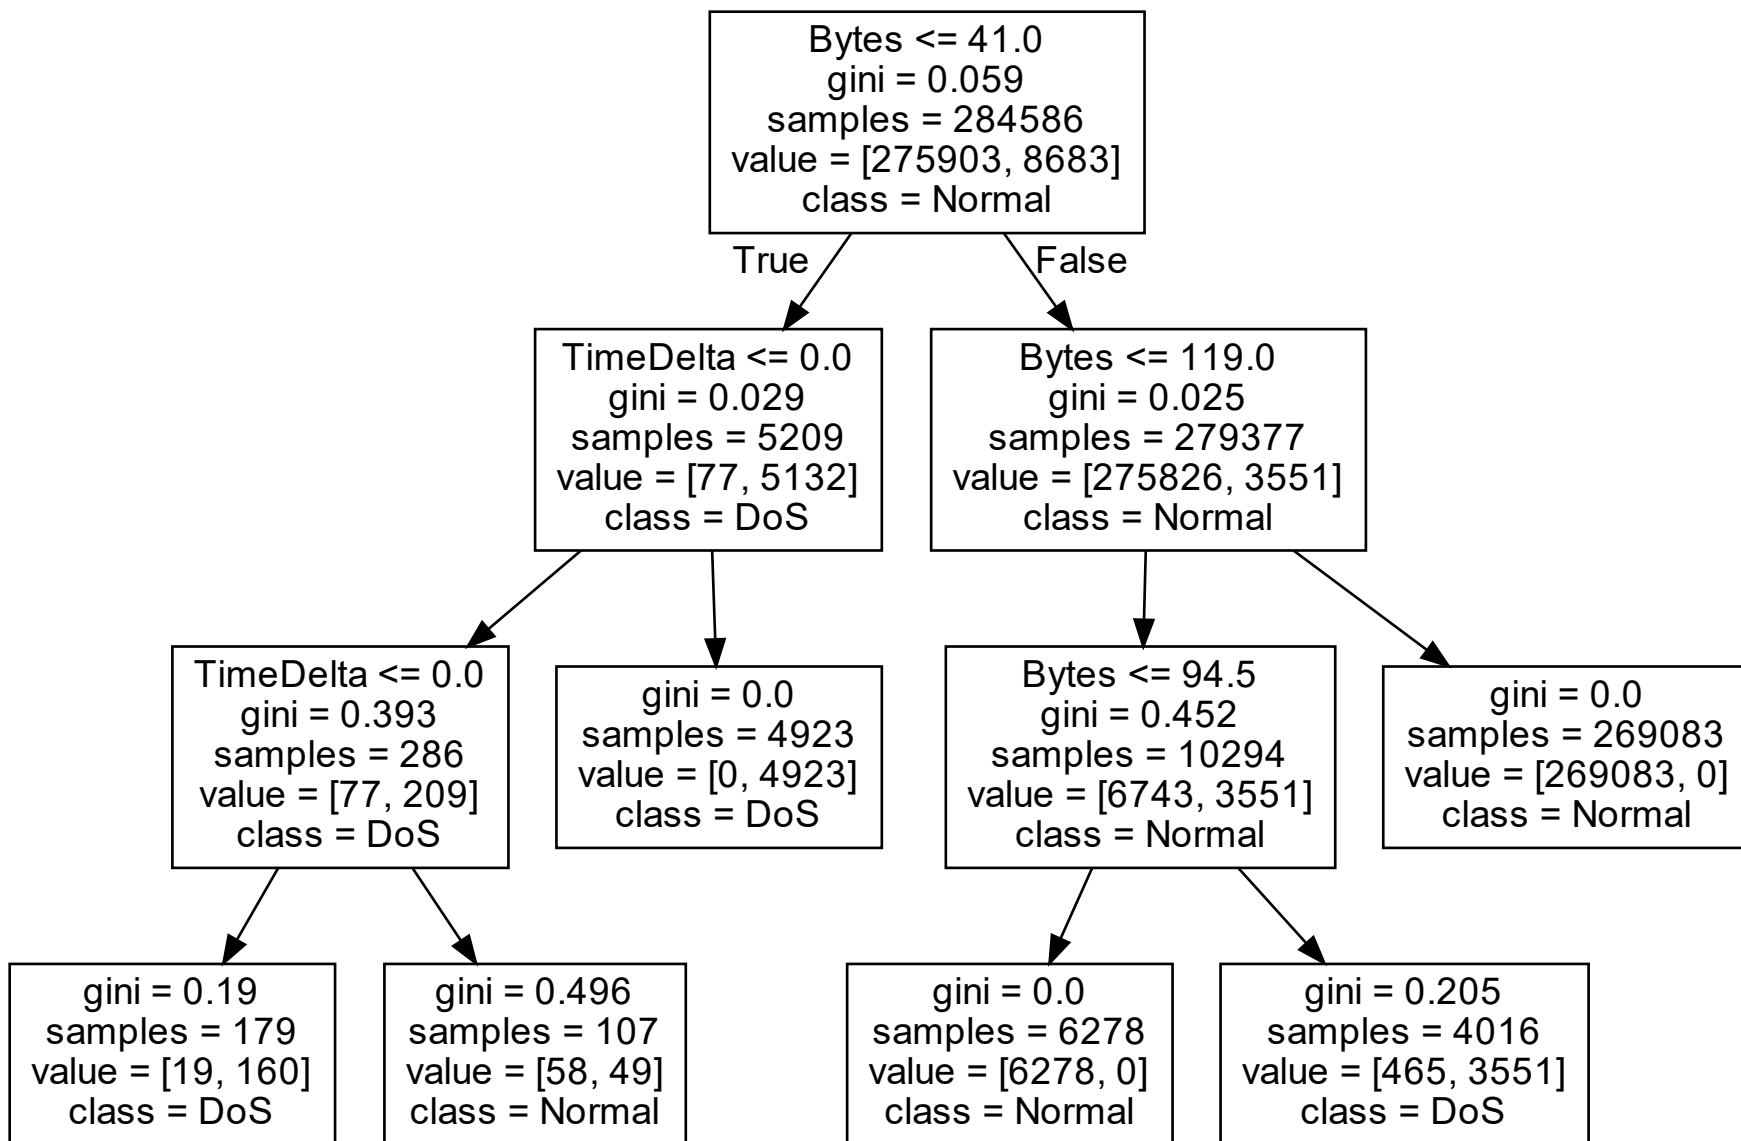 Bytes <= 41.0
gini = 0.059
samples = 284586
value = [275903, 8683]
class = Normal
True
False
TimeDelta <= 0.0
gini = 0.029
samples = 5209
value = [77, 5132]
class = DoS
Bytes <= 119.0
gini = 0.025
samples = 279377
value = [275826, 3551]
class = Normal
TimeDelta <= 0.0
gini = 0.393
samples = 286
value = [77, 209]
class = DoS
gini = 0.0
samples = 4923
value = [0, 4923]
class = DoS
Bytes <= 94.5
gini = 0.452
samples = 10294
value = [6743, 3551]
class = Normal
gini = 0.0
samples = 269083
value = [269083, 0]
class = Normal
gini = 0.19
samples = 179
value = [19, 160]
class = DoS
gini = 0.496
samples = 107
value = [58, 49]
class = Normal
gini = 0.0
samples = 6278
value = [6278, 0]
class = Normal
gini = 0.205
samples = 4016
value = [465, 3551]
class = DoS